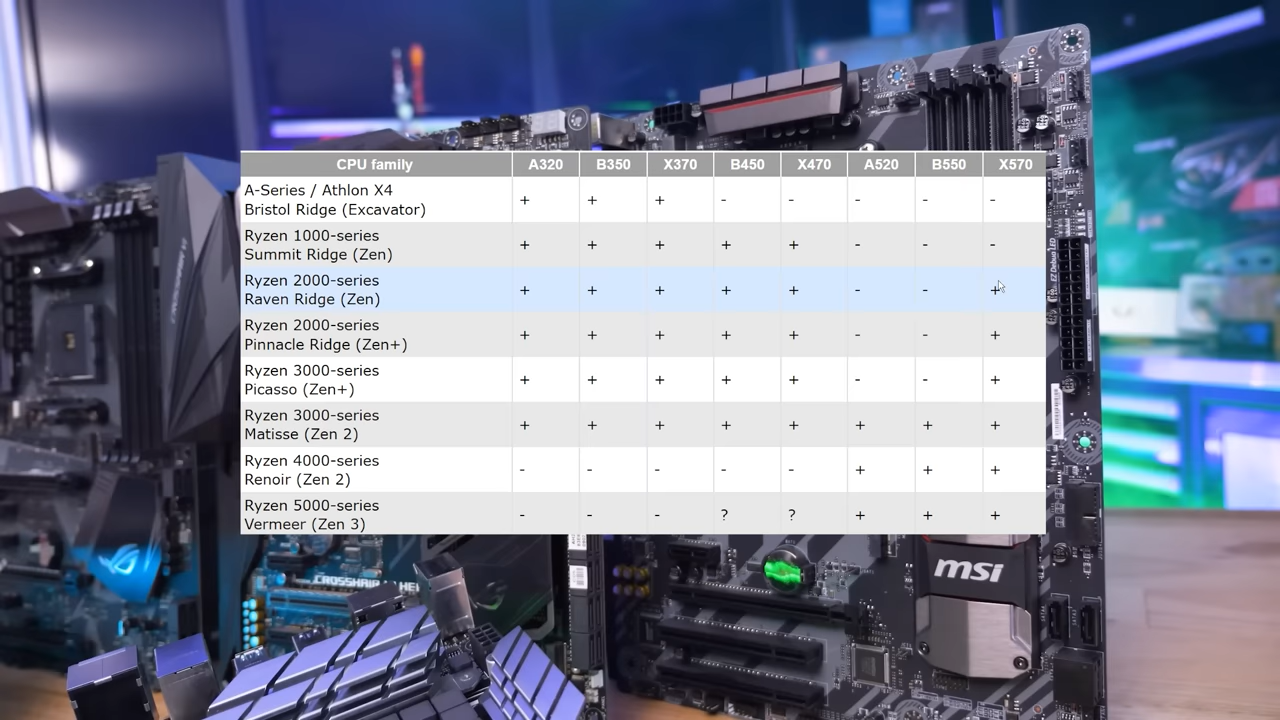 CPU family A320 B350 X370 B450 X470 A520 B550 X570
A-Series / Athlon X4
Bristol Ridge (Excavator) + + + - - - - -
Ryzen 1000-series
Summit Ridge (Zen) + + + + + - - -
Ryzen 2000-series
Raven Ridge (Zen) + + + + + - - +
Ryzen 2000-series
Pinnacle Ridge (Zen+) + + + + + - - +
Ryzen 3000-series
Picasso (Zen+) + + + + + - - +
Ryzen 3000-series
Matisse (Zen 2) + + + + + + + +
Ryzen 4000-series
Renoir (Zen 2) - - - - - + + +
Ryzen 5000-series
Vermeer (Zen 3) - - - ? ? + + +
EZ Debug LED
CROSSHAIR
msi